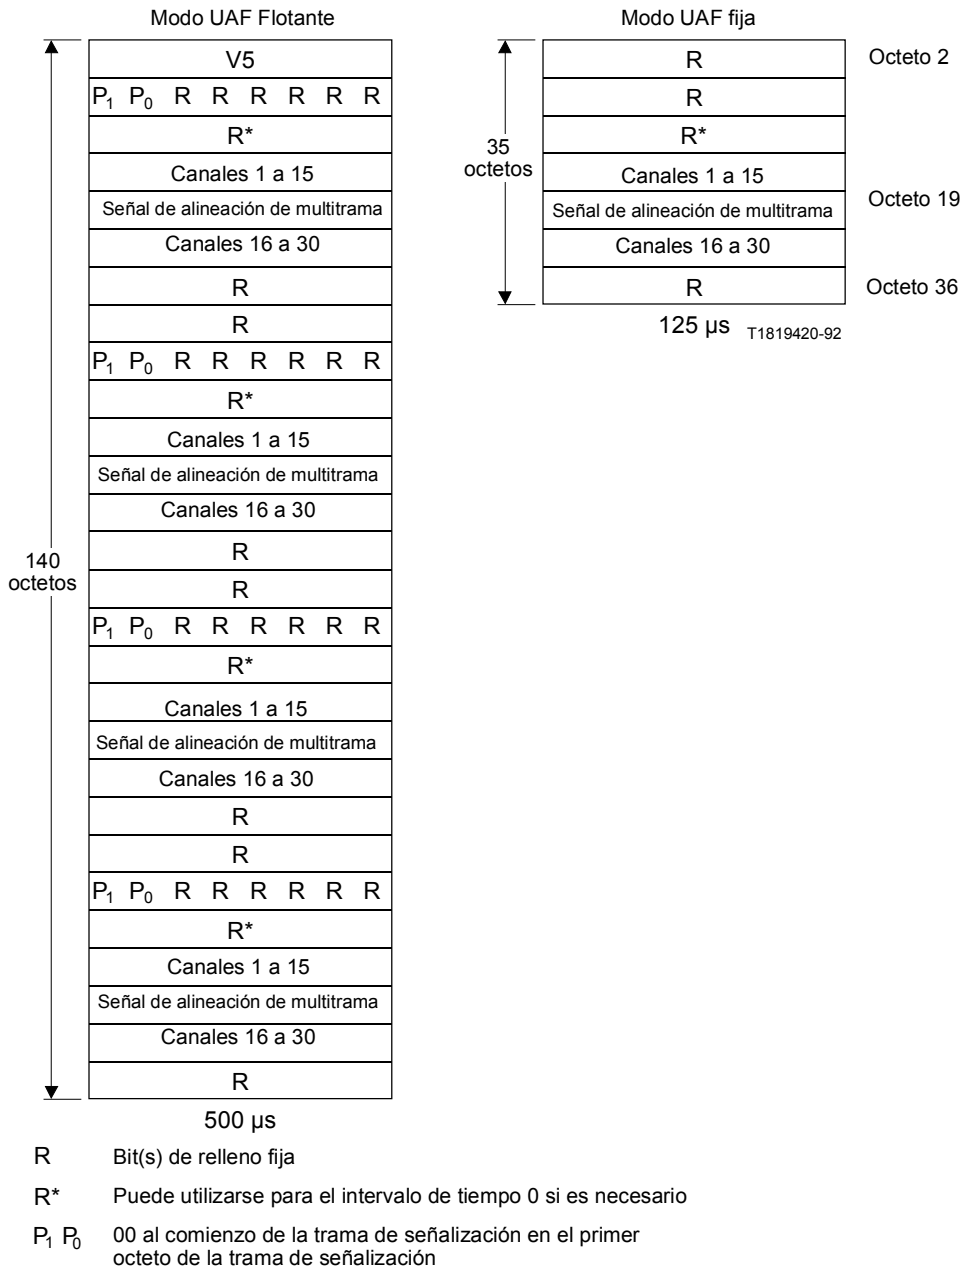 Modo UAF Flotante
V5
P1 P0 R R R R R R
R*
Canales 1 a 15
Señal de alineación de multitrama
Canales 16 a 30
R
R
P1 P0 R R R R R R
R*
Canales 1 a 15
Señal de alineación de multitrama
Canales 16 a 30
R
R
P1 P0 R R R R R R
R*
Canales 1 a 15
Señal de alineación de multitrama
Canales 16 a 30
R
R
P1 P0 R R R R R R
R*
Canales 1 a 15
Señal de alineación de multitrama
Canales 16 a 30
R
140
octetos
500 µs
Modo UAF fija
R
R
R*
Canales 1 a 15
Señal de alineación de multitrama
Canales 16 a 30
R
35
octetos
Octeto 2
Octeto 19
Octeto 36
125 µs
T1819420-92
R Bit(s) de relleno fija
R* Puede utilizarse para el intervalo de tiempo 0 si es necesario
P1 P0 00 al comienzo de la trama de señalización en el primer
octeto de la trama de señalización